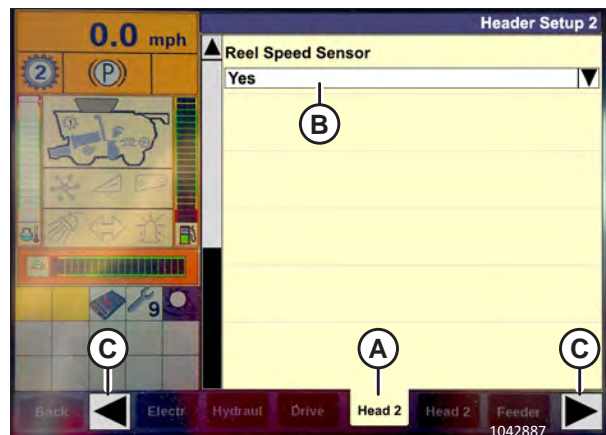 Header Setup 2
0.0 mph
2
P
Reel Speed Sensor
Yes
B
9
C
A
C
Back
Electr
Hydraul
Drive
Head 2
Head 2
Feeder
1042887